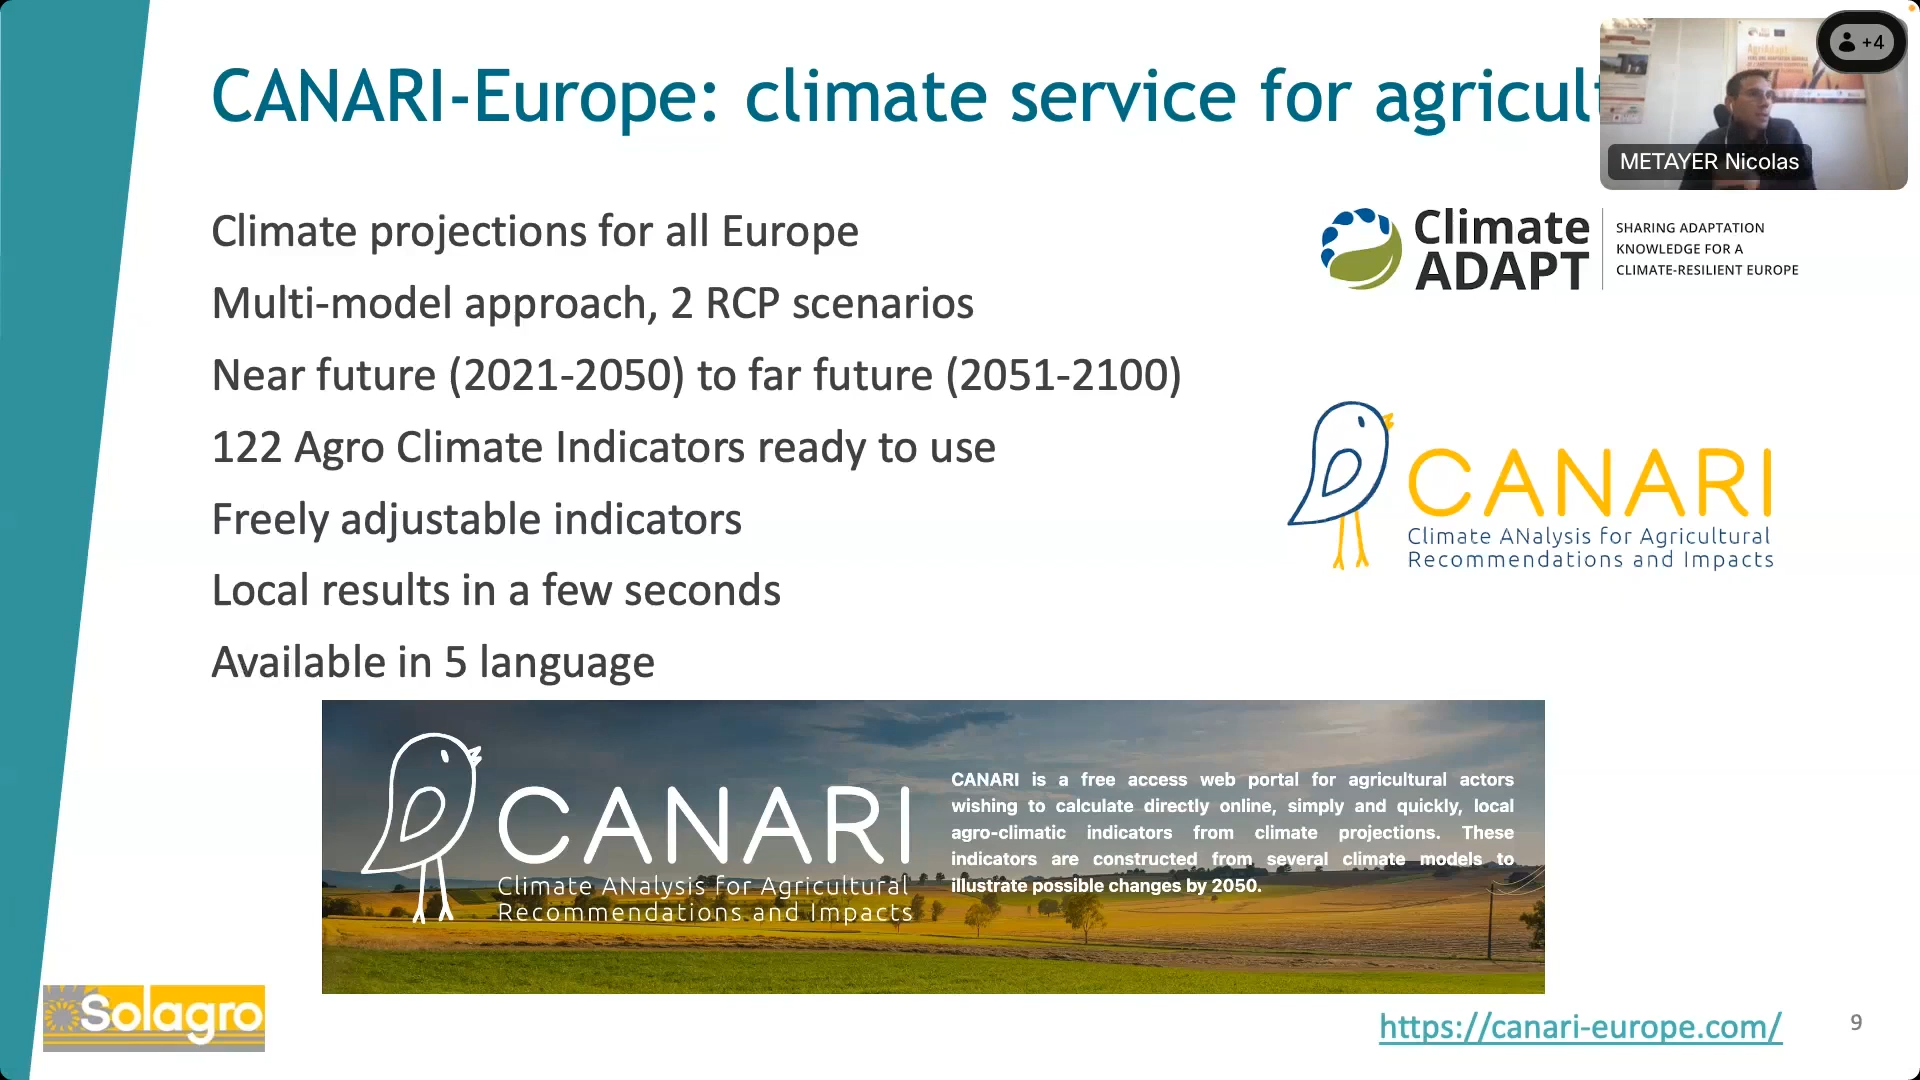 CANARI-Europe: climate service for agricult
+4
METAYER Nicolas
Climate projections for all Europe
Multi-model approach, 2 RCP scenarios
Near future (2021-2050) to far future (2051-2100)
122 Agro Climate Indicators ready to use
Freely adjustable indicators
Local results in a few seconds
Available in 5 language
Climate
ADAPT
SHARING ADAPTATION
KNOWLEDGE FOR A
CLIMATE-RESILIENT EUROPE
CANARI
Climate ANalysis for Agricultural
Recommendations and Impacts
CANARI
Climate ANalysis for Agricultural
Recommendations and Impacts
CANARI is a free access web portal for agricultural actors
wishing to calculate directly online, simply and quickly, local
agro-climatic indicators from climate projections. These
indicators are constructed from several climate models to
illustrate possible changes by 2050.
Solagro
https://canari-europe.com/
9